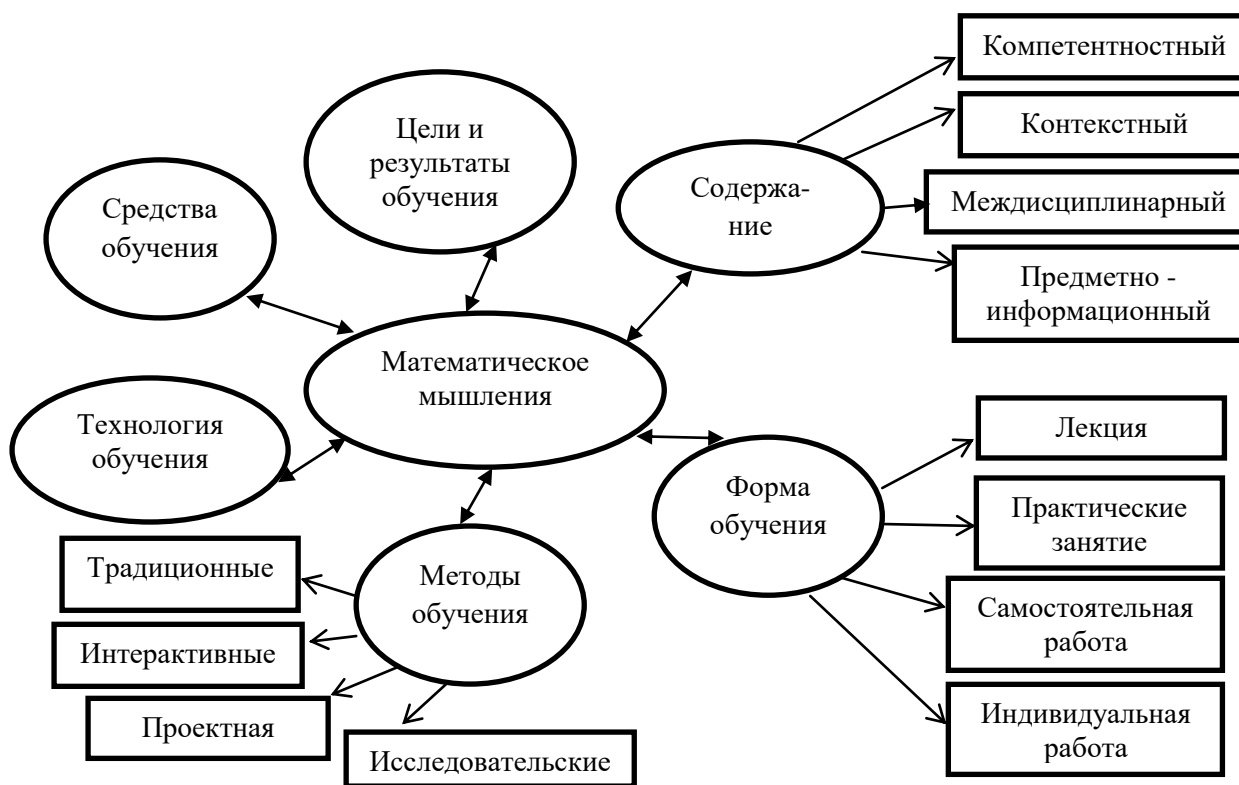 Компетентностный
Контекстный
Междисциплинарный
Предметно -
информационный
Цели и
результаты
обучения
Содержа-
ние
Средства
обучения
Математическое
мышления
Технология
обучения
Форма
обучения
Лекция
Практические
занятие
Самостоятельная
работа
Индивидуальная
работа
Методы
обучения
Традиционные
Интерактивные
Проектная
Исследовательские